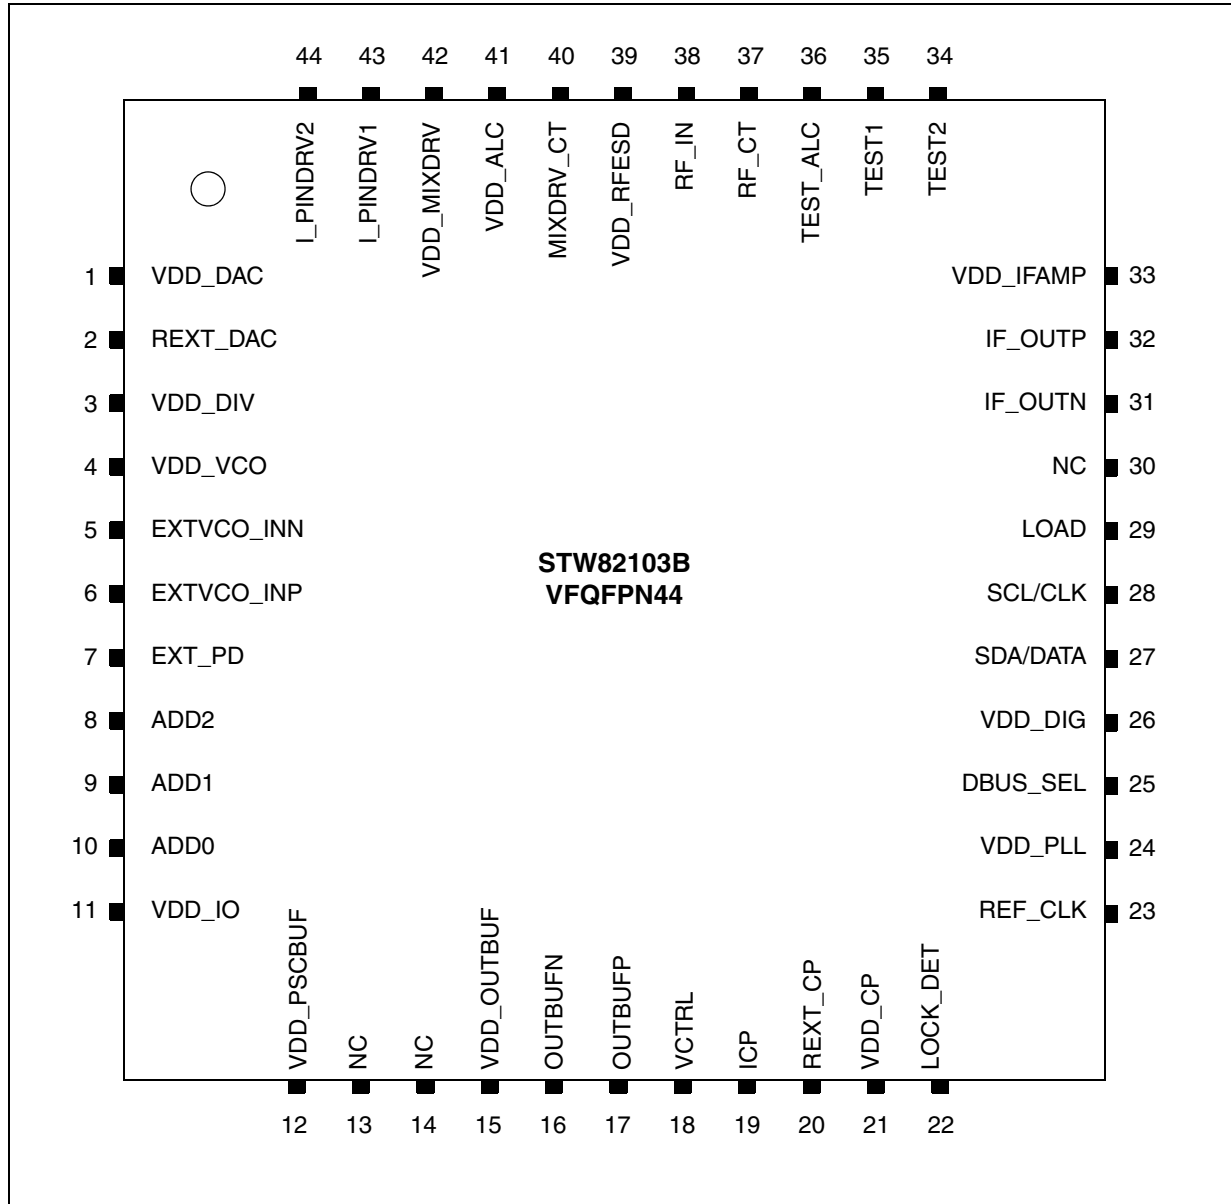 44 43 42 41 40 39 38 37 36 35 34
I_PINDRV2
I_PINDRV1
VDD_MIXDRV
VDD_ALC
MIXDRV_CT
VDD_RFESD
RF_IN
RF_CT
TEST_ALC
TEST1
TEST2
1 VDD_DAC VDD_IFAMP 33
2 REXT_DAC IF_OUTP 32
3 VDD_DIV IF_OUTN 31
4 VDD_VCO NC 30
5 EXTVCO_INN LOAD 29
STW82103B
VFQFPN44
6 EXTVCO_INP SCL/CLK 28
7 EXT_PD SDA/DATA 27
8 ADD2 VDD_DIG 26
9 ADD1 DBUS_SEL 25
10 ADD0 VDD_PLL 24
11 VDD_IO REF_CLK 23
VDD_PSCBUF
NC
NC
VDD_OUTBUF
OUTBUFN
OUTBUFP
VCTRL
ICP
REXT_CP
VDD_CP
LOCK_DET
12 13 14 15 16 17 18 19 20 21 22